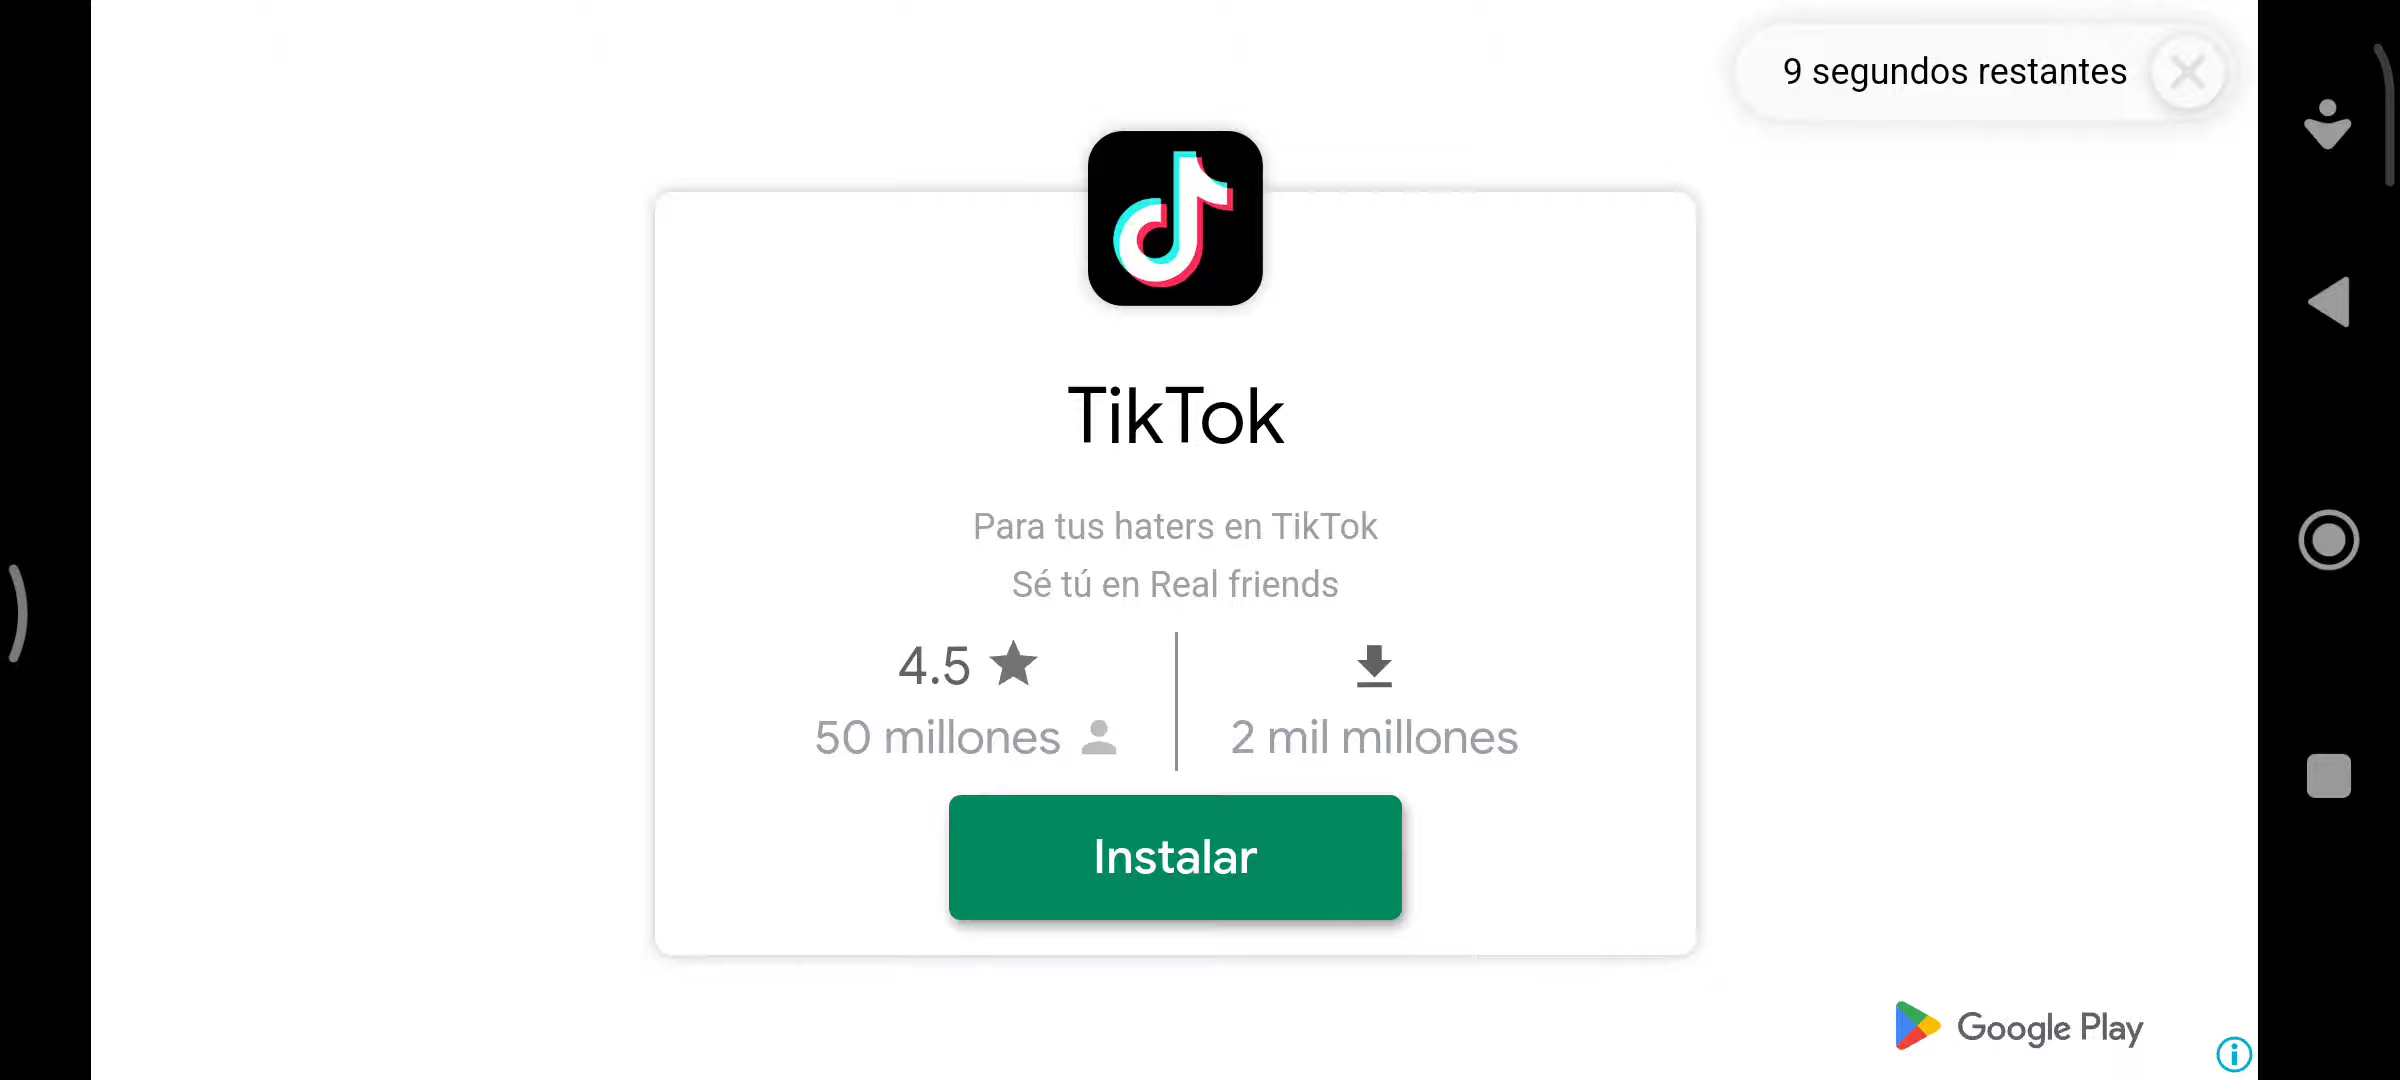 9 segundos restantes
TikTok
Para tus haters en TikTok
Sé tú en Real friends
4.5
50 millones
2 mil millones
Instalar
Google Play